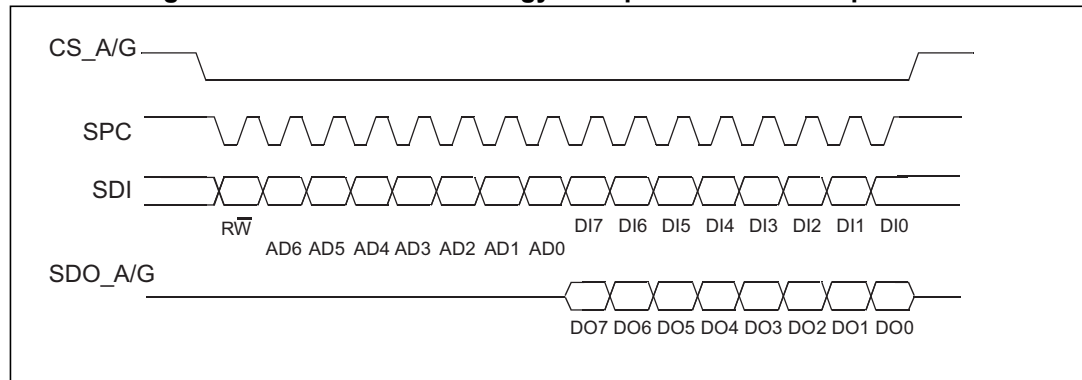 CS_A/G
SPC
SDI
RW̅ DI7 DI6 DI5 DI4 DI3 DI2 DI1 DI0
AD6 AD5 AD4 AD3 AD2 AD1 AD0
SDO_A/G
DO7 DO6 DO5 DO4 DO3 DO2 DO1 DO0